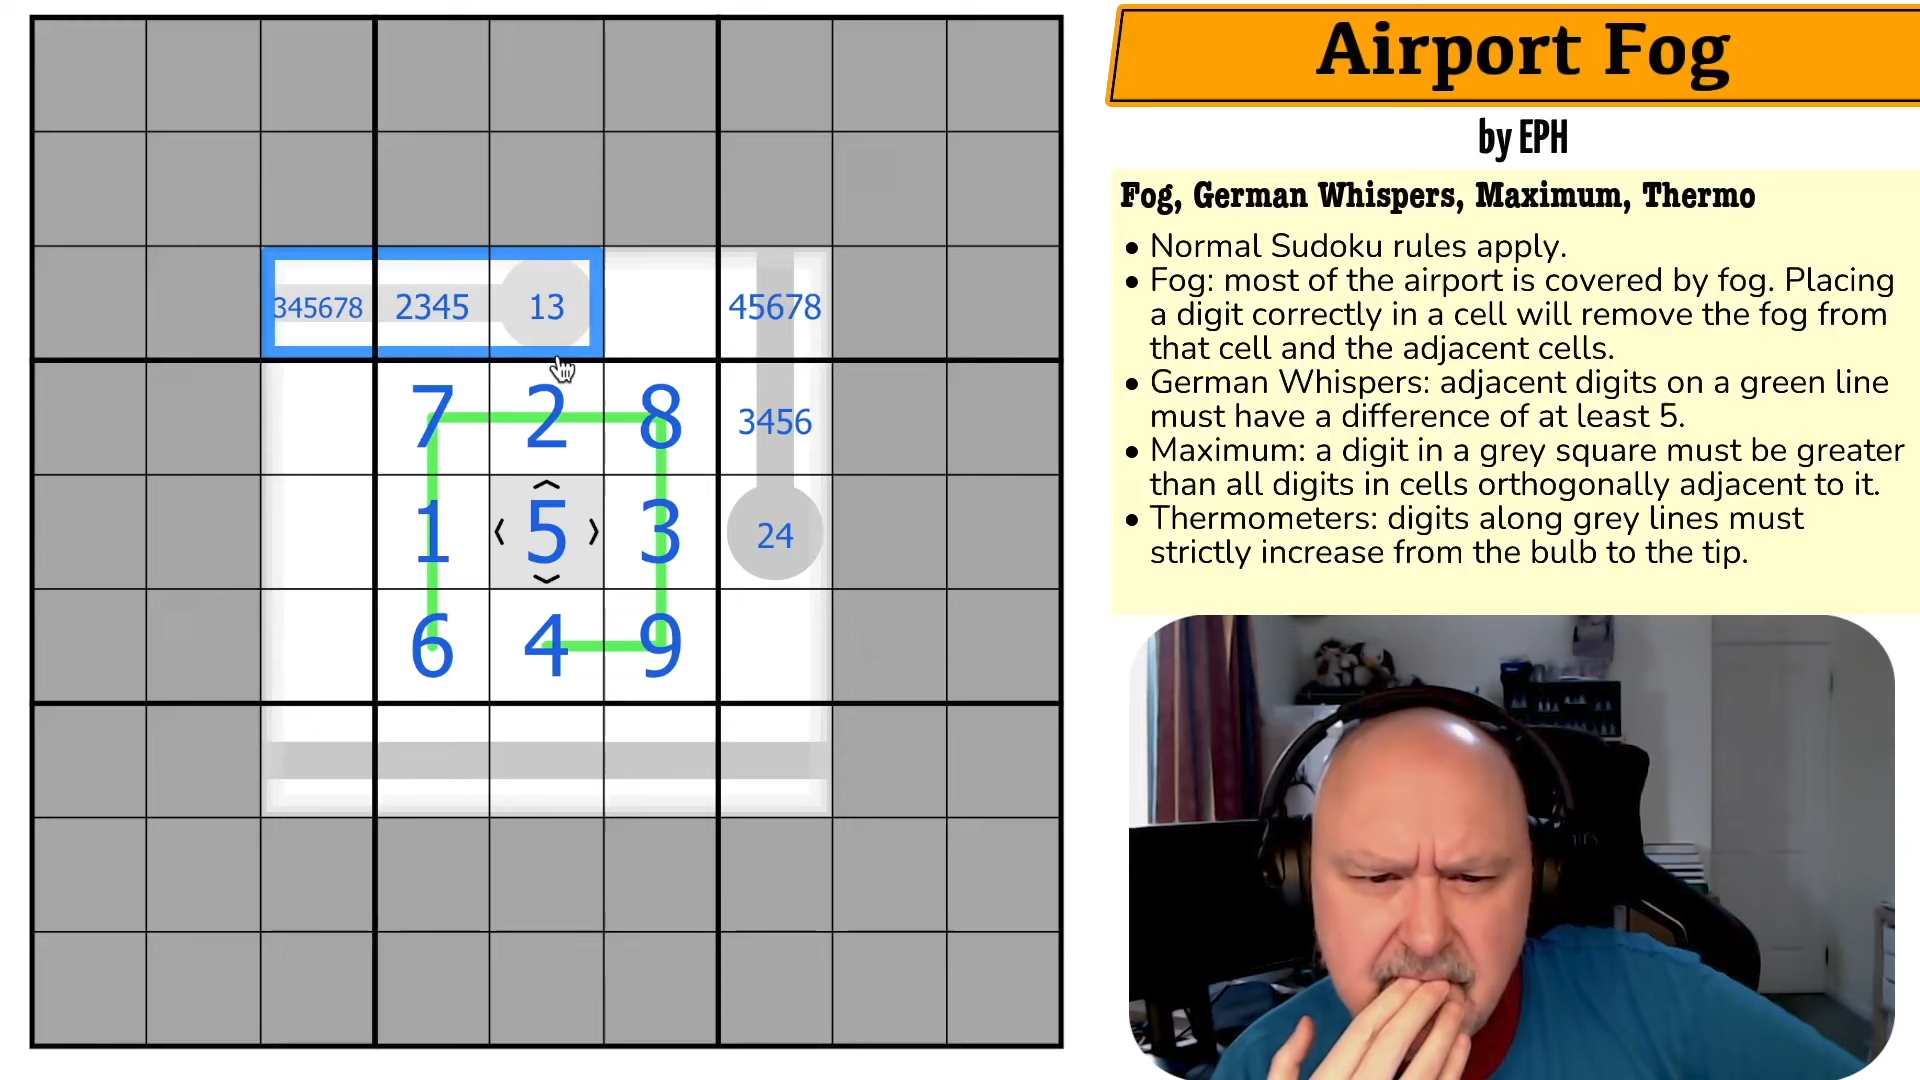 Airport Fog
by EPH
Fog, German Whispers, Maximum, Thermo
• Normal Sudoku rules apply.
• Fog: most of the airport is covered by fog. Placing
a digit correctly in a cell will remove the fog from
that cell and the adjacent cells.
• German Whispers: adjacent digits on a green line
must have a difference of at least 5.
• Maximum: a digit in a grey square must be greater
than all digits in cells orthogonally adjacent to it.
• Thermometers: digits along grey lines must
strictly increase from the bulb to the tip.
345678 2345 13 45678
7 2 8 3456
1 5 3 24
6 4 9